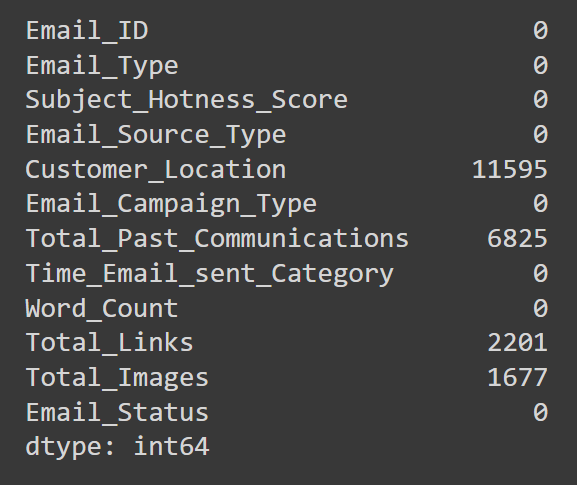 Email_ID 0
Email_Type 0
Subject_Hotness_Score 0
Email_Source_Type 0
Customer_Location 11595
Email_Campaign_Type 0
Total_Past_Communications 6825
Time_Email_sent_Category 0
Word_Count 0
Total_Links 2201
Total_Images 1677
Email_Status 0
dtype: int64